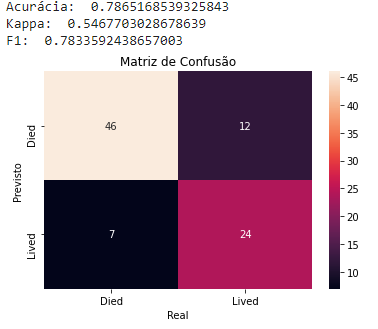 Acurácia:  0.7865168539325843
Kappa:  0.5467703028678639
F1:  0.7833592438657003
Matriz de Confusão
Died
46
12
Previsto
Lived
7
24
Died
Lived
Real
45
40
35
30
25
20
15
10